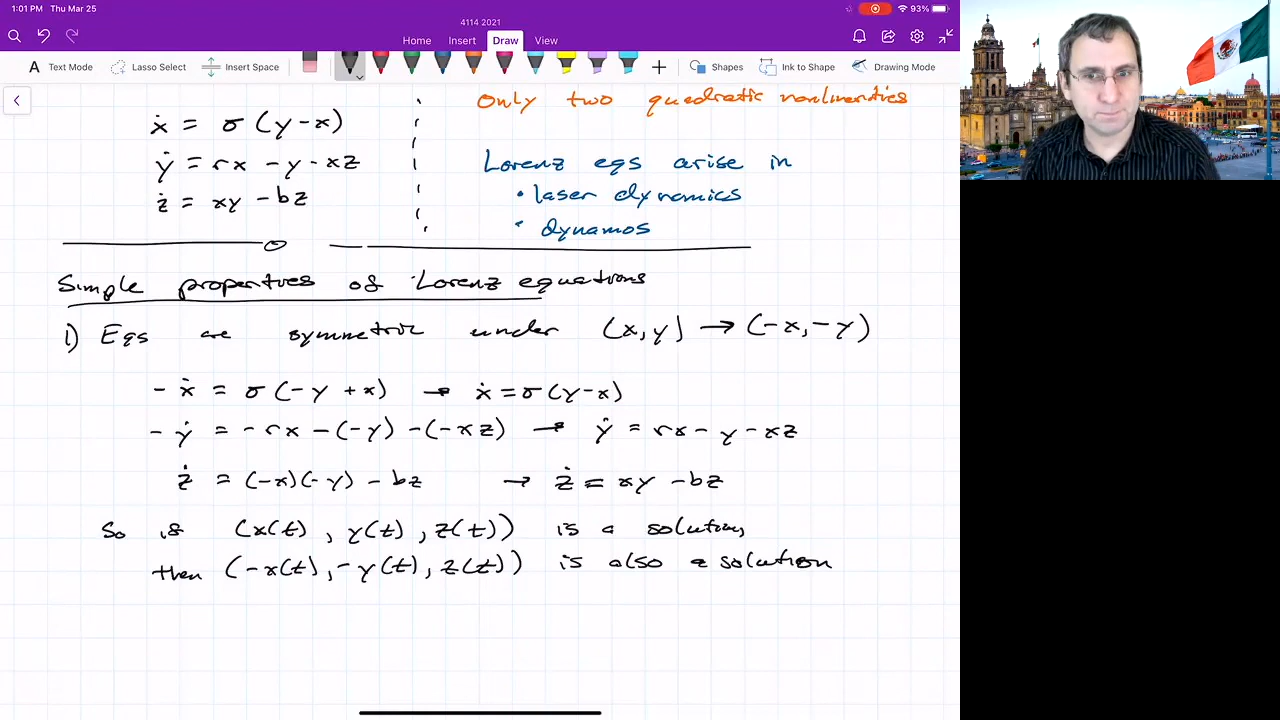 1:01 PM Thu Mar 25
93%
4114 2021
Home Insert Draw View
Text Mode Lasso Select Insert Space Shapes Ink to Shape Drawing Mode
Only two quadratic nonlinearities
ẋ = σ(y-x)
ẏ = rx - y - xz
ż = xy - bz
Lorenz eqs arise in
• laser dynamics
• dynamos
Simple properties of Lorenz equations
1) Eqs are symmetric under (x,y) → (-x,-y)
-ẋ = σ(-y+x) → ẋ = σ(y-x)
-ẏ = -rx - (-y) - (-xz) → ẏ = rx - y - xz
ż = (-x)(-y) - bz → ż = xy - bz
So if (x(t), y(t), z(t)) is a solution,
then (-x(t), -y(t), z(t)) is also a solution